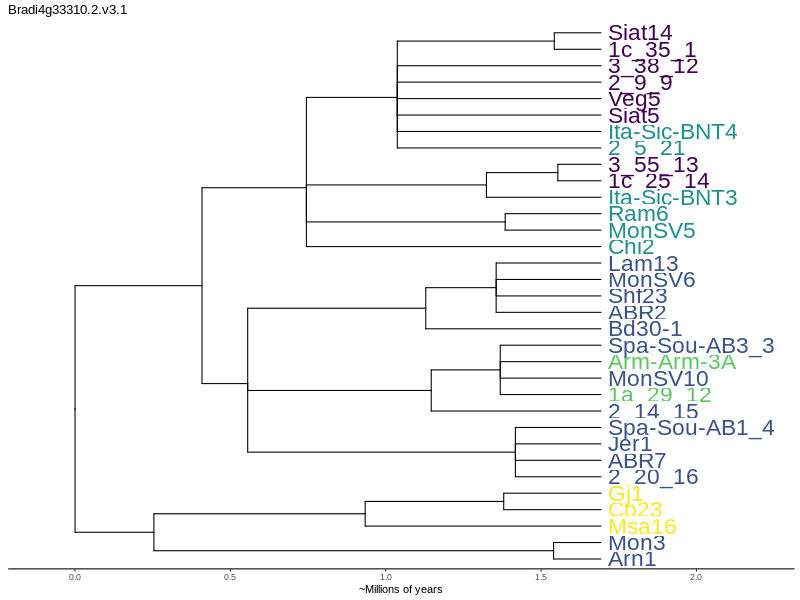 Bradi4g33310.2.v3.1
Siat14
1c_35_1
3_38_12
2_9_9
Veg5
Siat5
Ita-Sic-BNT4
2_5_21
3_55_13
1c_25_14
Ita-Sic-BNT3
Ram6
MonSV5
Chi2
Lam13
MonSV6
Shf23
ABR2
Bd30-1
Spa-Sou-AB3_3
Arm-Arm-3A
MonSV10
1a_29_12
2_14_15
Spa-Sou-AB1_4
Jer1
ABR7
2_20_16
Gj1
Cb23
Msa16
Mon3
Arn1
0.0 0.5 1.0 1.5 2.0
~Millions of years